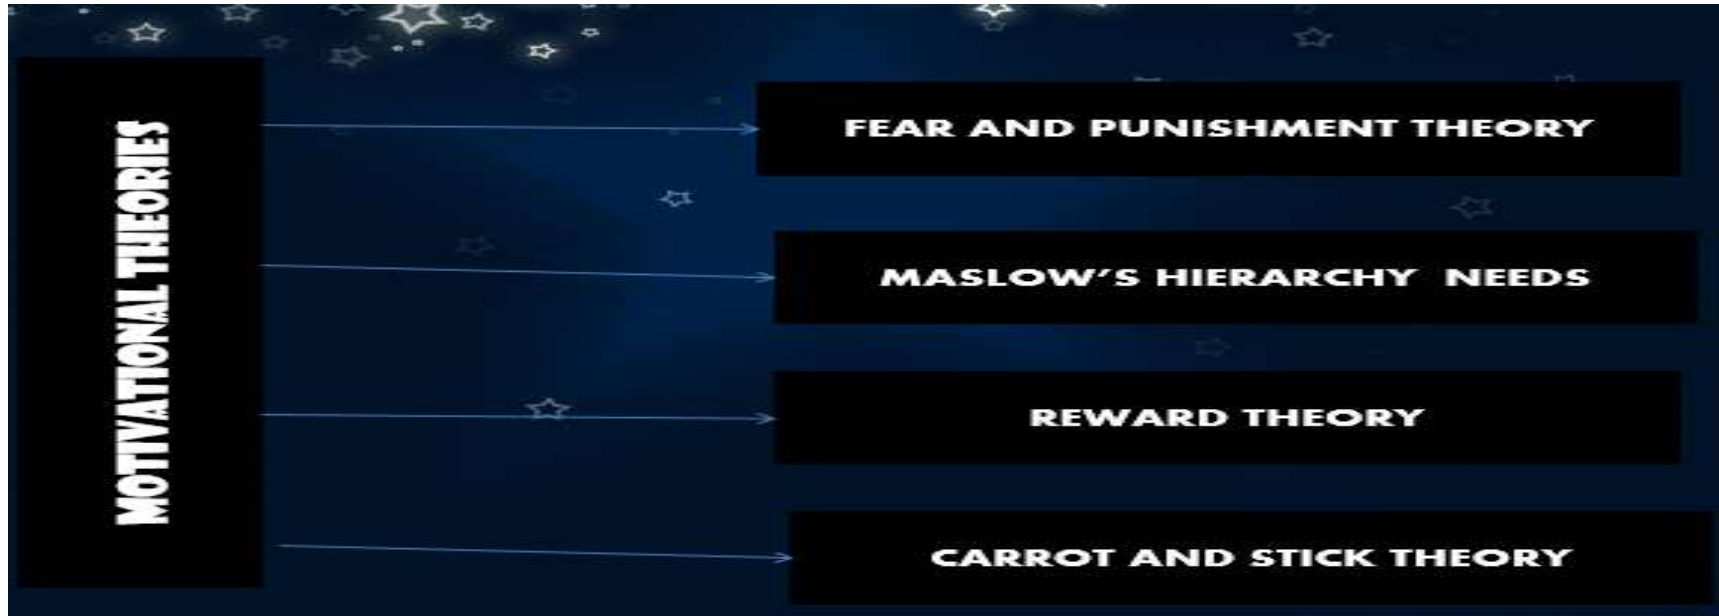 MOTIVATIONAL THEORIES
FEAR AND PUNISHMENT THEORY
MASLOW'S HIERARCHY  NEEDS
REWARD THEORY
CARROT AND STICK THEORY